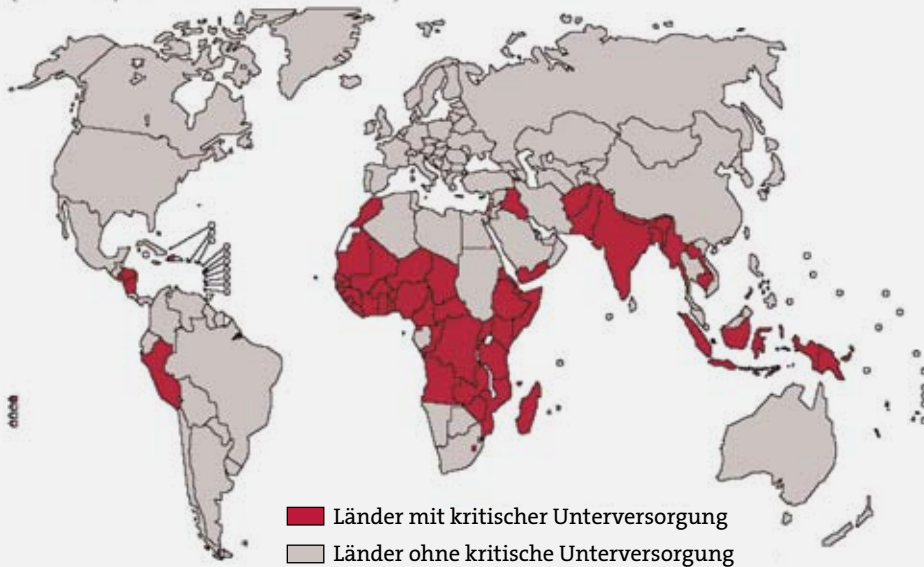 Länder mit kritischer Unterversorgung
Länder ohne kritische Unterversorgung